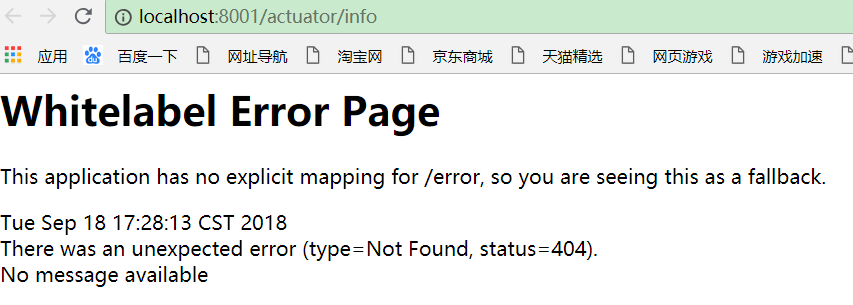 localhost:8001/actuator/info
应用 百度一下 网址导航 淘宝网 京东商城 天猫精选 网页游戏 游戏加速
Whitelabel Error Page
This application has no explicit mapping for /error, so you are seeing this as a fallback.
Tue Sep 18 17:28:13 CST 2018
There was an unexpected error (type=Not Found, status=404).
No message available